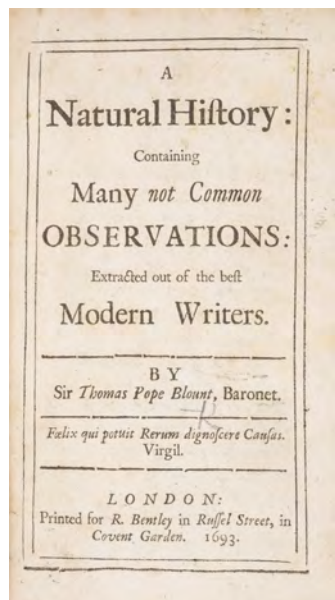 A
Natural Hiſtory:
Containing
Many not Common
OBSERVATIONS:
Extracted out of the beſt
Modern Writers.
BY
Sir Thomas Pope Blount, Baronet.
Fœlix qui potuit Rerum dignoſcere Cauſas.
Virgil.
LONDON:
Printed for R. Bentley in Ruſſel Street, in
Covent Garden. 1693.